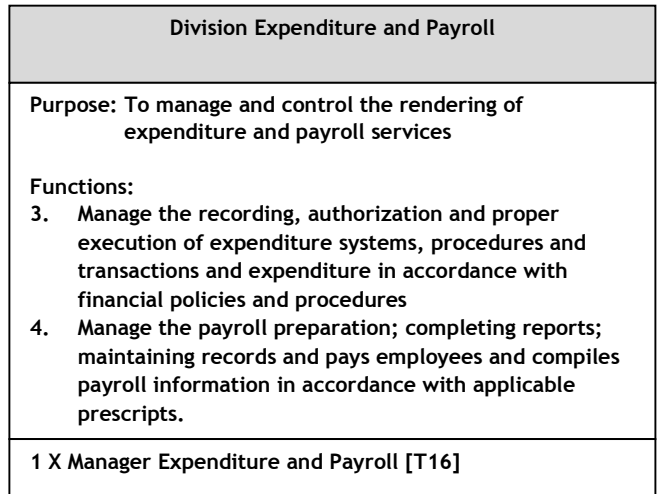 Division Expenditure and Payroll
Purpose: To manage and control the rendering of
expenditure and payroll services
Functions:
3. Manage the recording, authorization and proper
execution of expenditure systems, procedures and
transactions and expenditure in accordance with
financial policies and procedures
4. Manage the payroll preparation; completing reports;
maintaining records and pays employees and compiles
payroll information in accordance with applicable
prescripts.
1 X Manager Expenditure and Payroll [T16]